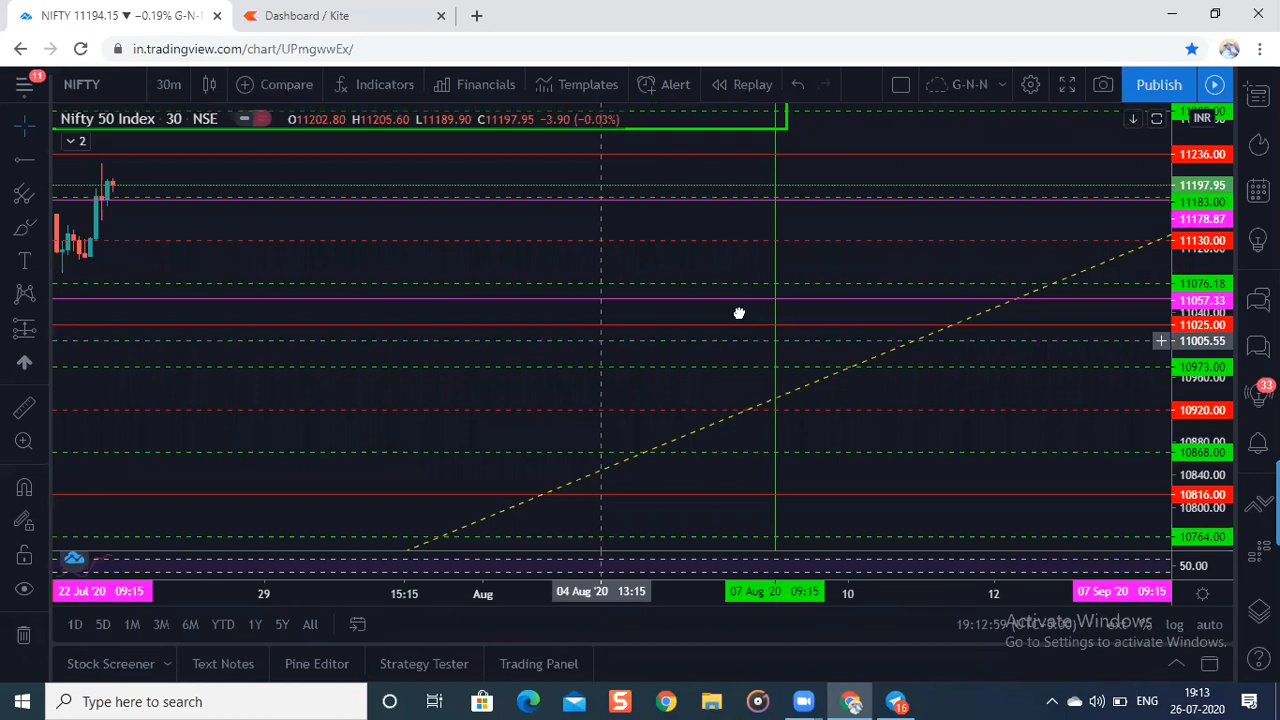 NIFTY 11194.15 ▼ −0.19% G-N-
Dashboard / Kite
in.tradingview.com/chart/UPmgwwEx/
11
NIFTY 30m Compare Indicators Financials Templates Alert Replay G-N-N Publish
Nifty 50 Index · 30 · NSE O11202.80 H11205.60 L11189.90 C11197.95 −3.90 (−0.03%)
2
INR
11236.00
11197.95
11183.00
11178.87
11130.00
11076.18
11057.33
11040.00
11025.00
11005.55
10973.00
10960.00
10920.00
10880.00
10868.00
10840.00
10816.00
10800.00
10764.00
50.00
33
22 Jul '20 09:15 29 15:15 Aug 04 Aug '20 13:15 07 Aug '20 09:15 10 12 07 Sep '20 09:15
1D 5D 1M 3M 6M YTD 1Y 5Y All
19:12:59 % log auto
Activate Windows
Go to Settings to activate Windows.
Stock Screener Text Notes Pine Editor Strategy Tester Trading Panel
Type here to search
16
ENG
19:13
26-07-2020